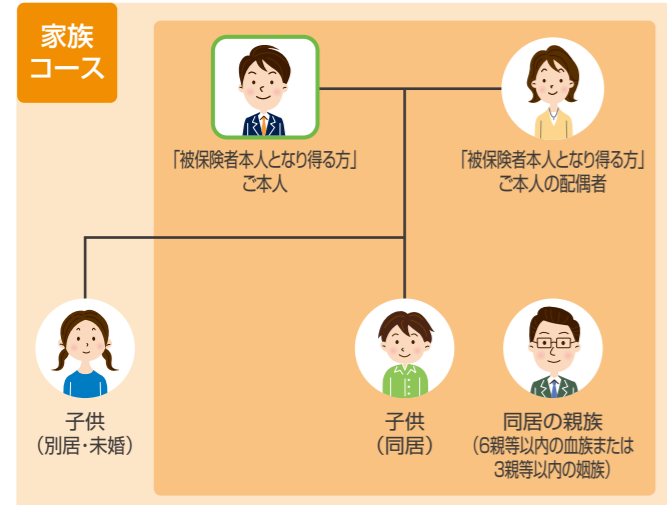 家族
コース
「被保険者本人となり得る方」
ご本人
「被保険者本人となり得る方」
ご本人の配偶者
子供
（別居・未婚）
子供
（同居）
同居の親族
（6親等以内の血族または
3親等以内の姻族）